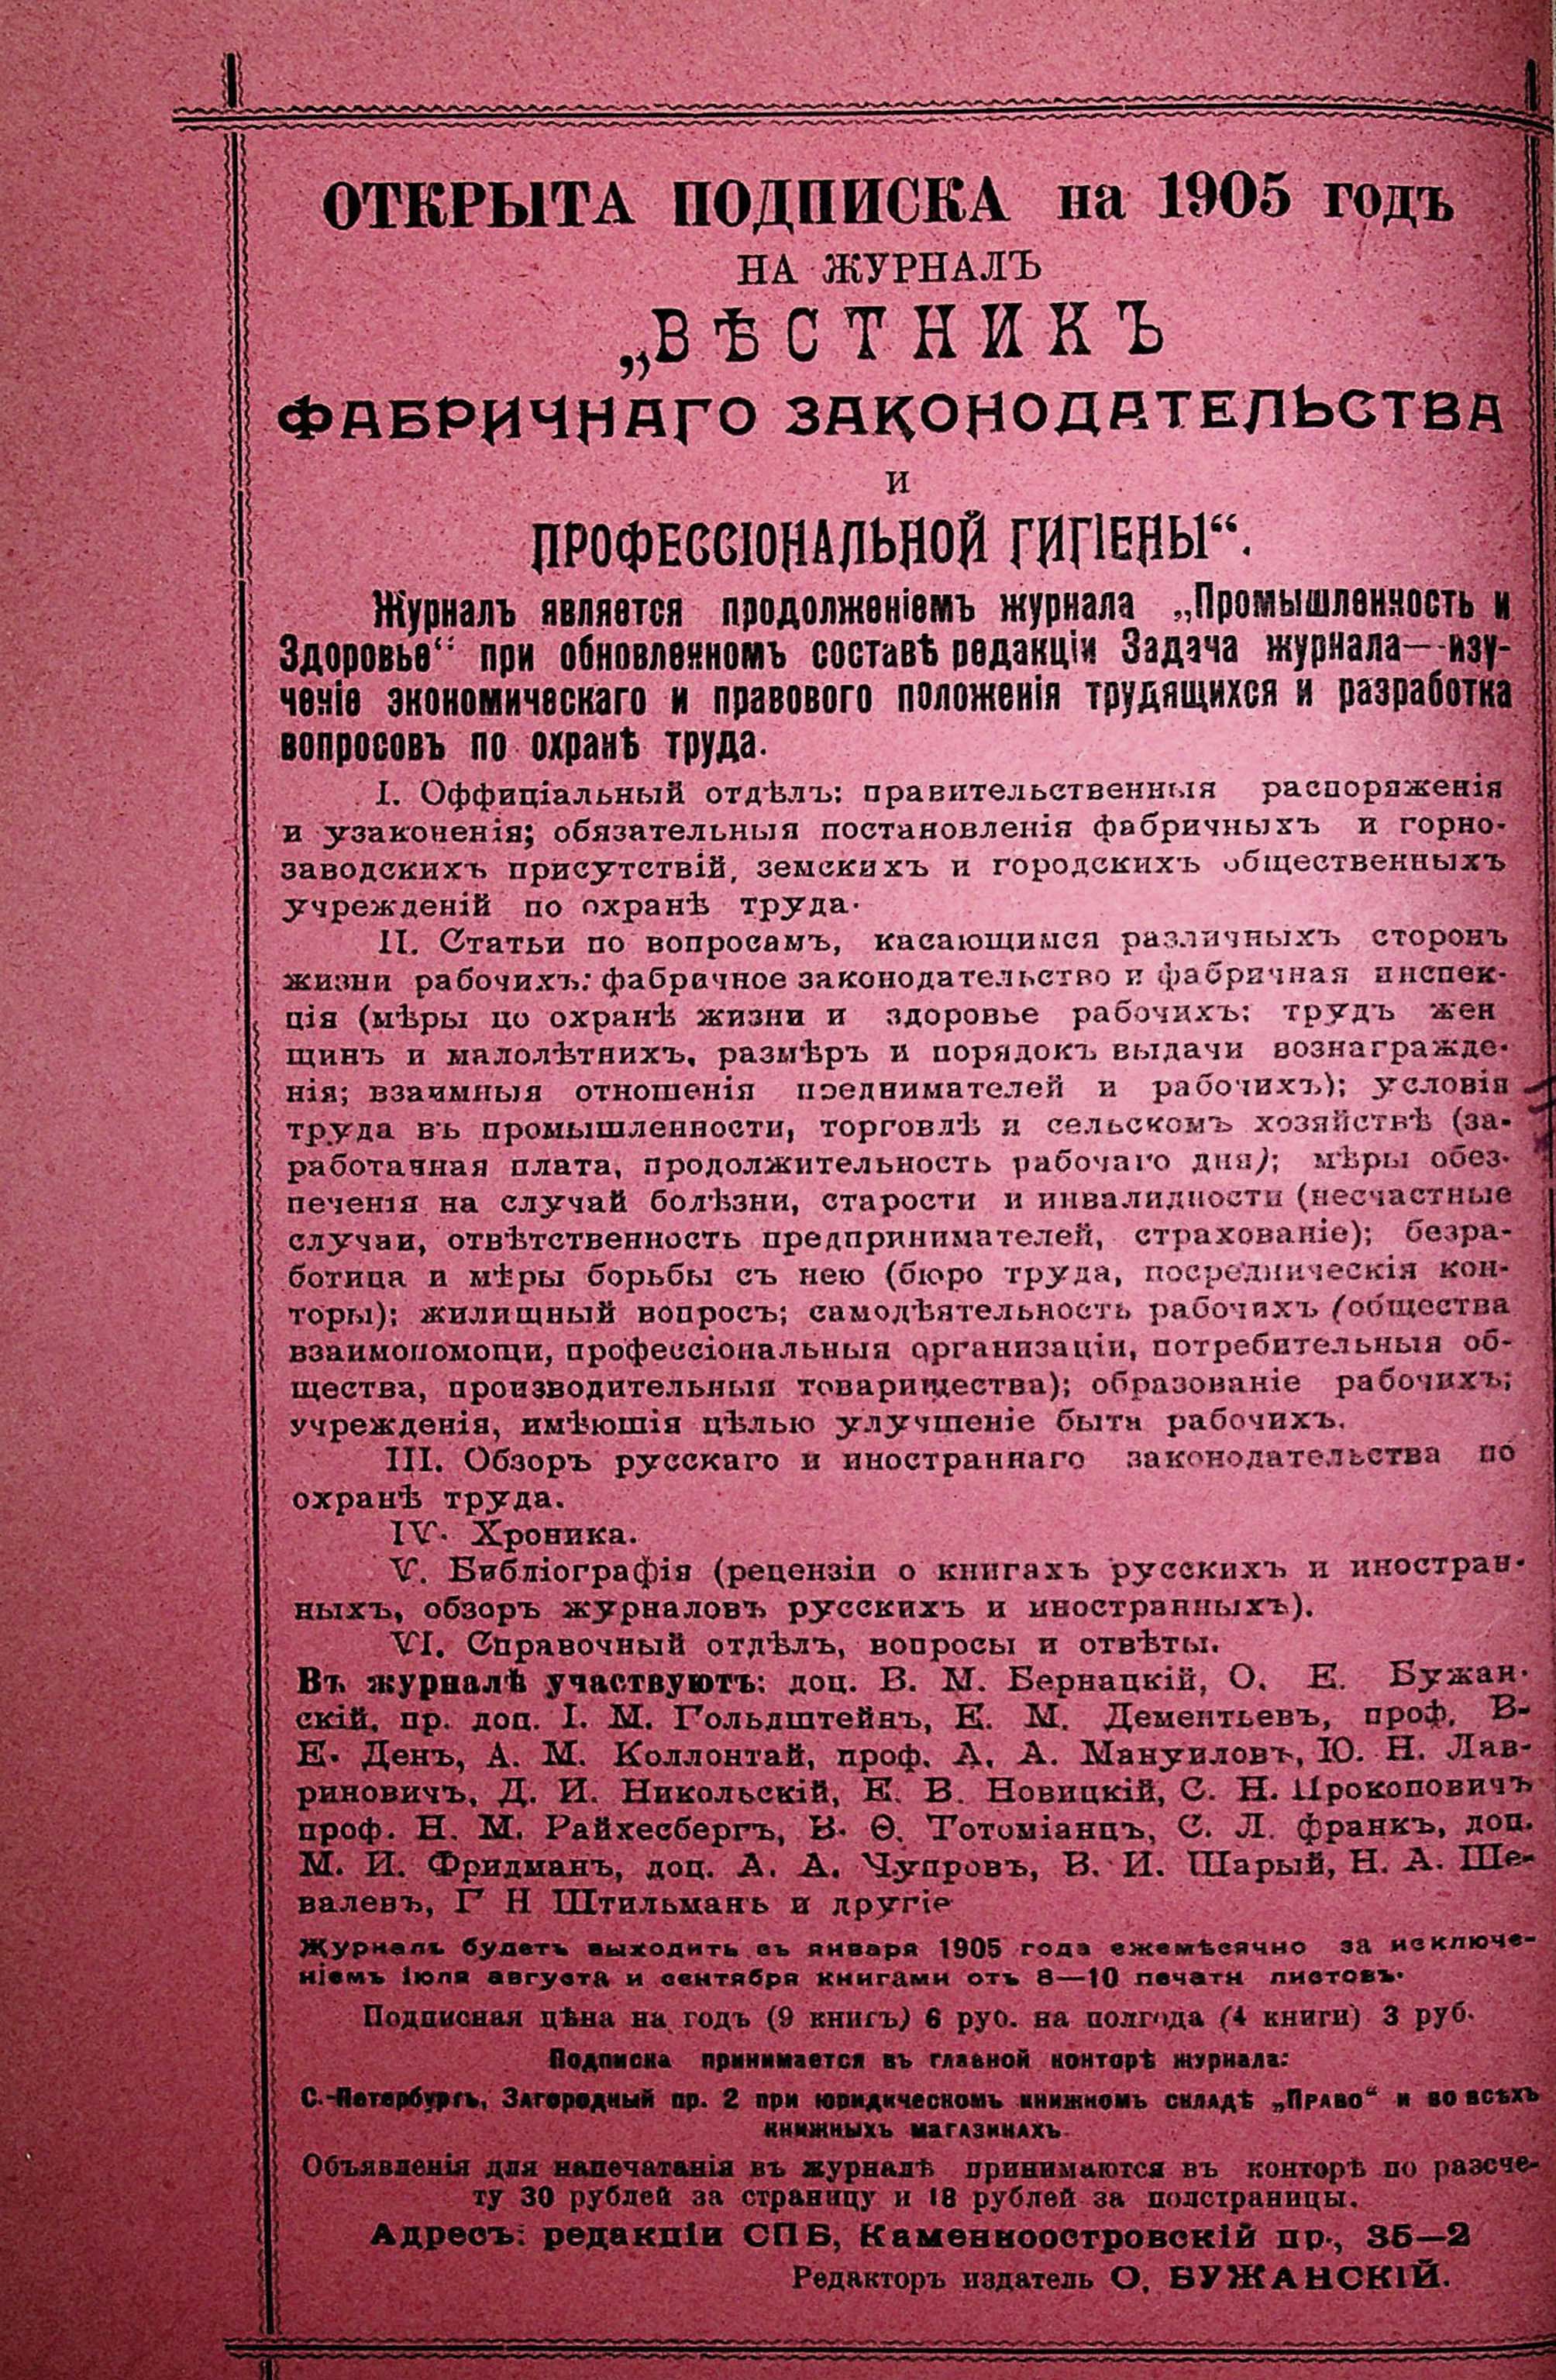 ОТКРЫТА ПОДПИСКА на 1905 годъ
НА ЖУРНАЛЪ
„ВѢСТНИКЪ
ФАБРИЧНАГО ЗАКОНОДАТЕЛЬСТВА
И
ПРОФЕССІОНАЛЬНОЙ ГИГІЕНЫ“.
Журналъ является продолженіемъ журнала „Промышленность и
Здоровье“ при обновленномъ составѣ редакціи Задача журнала—изу-
ченіе экономическаго и правового положенія трудящихся и разработка
вопросовъ по охранѣ труда.
I. Оффиціальный отдѣлъ: правительственныя распоряженія
и узаконенія; обязательныя постановленія фабричныхъ и горно-
заводскихъ присутствій, земскихъ и городскихъ общественныхъ
учрежденій по охранѣ труда.
II. Статьи по вопросамъ, касающимся различныхъ сторонъ
жизни рабочихъ: фабричное законодательство и фабричная инспек-
ція (мѣры по охранѣ жизни и здоровье рабочихъ; трудъ жен
щинъ и малолѣтнихъ, размѣръ и порядокъ выдачи вознагражде-
нія; взаимныя отношенія предпринимателей и рабочихъ); условія
труда въ промышленности, торговлѣ и сельскомъ хозяйствѣ (за-
работанная плата, продолжительность рабочаго дня); мѣры обез-
печенія на случай болѣзни, старости и инвалидности (несчастные
случаи, отвѣтственность предпринимателей, страхованіе); безра-
ботица и мѣры борьбы съ нею (бюро труда, посредническія кон-
торы); жилищный вопросъ; самодѣятельность рабочихъ (общества
взаимопомощи, профессіональныя организаціи, потребительныя об-
щества, производительныя товарищества); образованіе рабочихъ;
учрежденія, имѣюшія цѣлью улучшеніе быта рабочихъ.
III. Обзоръ русскаго и иностраннаго законодательства по
охранѣ труда.
IV. Хроника.
V. Библіографія (рецензіи о книгахъ русскихъ и иностран-
ныхъ, обзоръ журналовъ русскихъ и иностранныхъ).
VI. Справочный отдѣлъ, вопросы и отвѣты.
Въ журналѣ участвуютъ: доц. В. М. Бернацкій, О. Е. Бужан-
скій, пр. доц. І. М. Гольдштейнъ, Е. М. Дементьевъ, проф. В-
Е. Денъ, А. М. Коллонтай, проф. А. А. Мануиловъ, Ю. Н. Лав-
риновичъ, Д. И. Никольскій, Е. В. Новицкій, С. Н. Прокоповичъ
проф. Н. М. Райхесбергъ, В. Ѳ. Тотоміанцъ, С. Л. франкъ, доц.
М. И. Фридманъ, доц. А. А. Чупровъ, В. И. Шарый, Н. А. Ше-
валевъ, Г Н Штильманъ и другіе
Журналъ будетъ выходить съ января 1905 года ежемѣсячно за исключе-
ніемъ іюля августа и сентября книгами отъ 8—10 печатн листовъ.
Подписная цѣна на годъ (9 книгъ) 6 руб. на полгода (4 книги) 3 руб.
Подписка принимается въ главной конторѣ журнала:
С.-Петербургъ, Загородный пр. 2 при юридическомъ книжномъ складѣ „Право“ и во всѣхъ
книжныхъ магазинахъ.
Объявленія для напечатанія въ журналѣ принимаются въ конторѣ по разсче-
ту 30 рублей за страницу и 18 рублей за полстраницы.
Адресъ: редакціи СПБ, Каменноостровскій пр., 35—2
Редакторъ издатель О. БУЖАНСКІЙ.